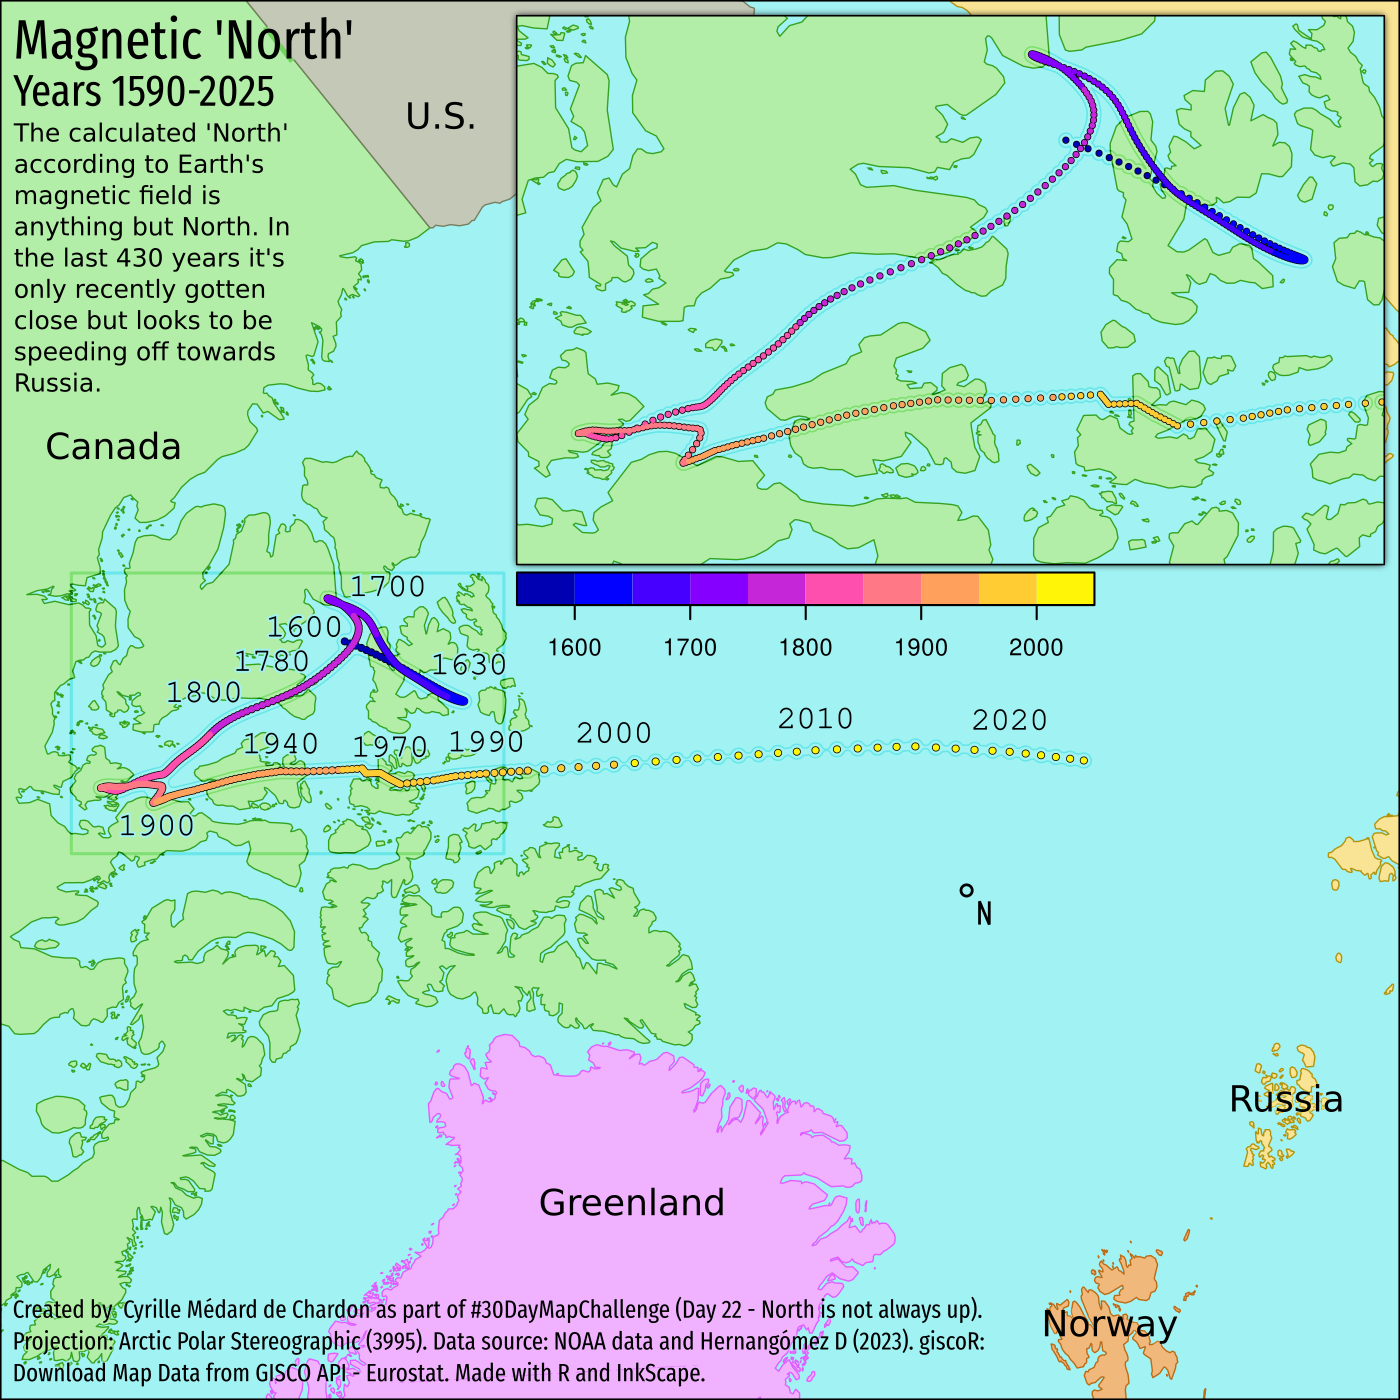 Magnetic 'North'
Years 1590-2025
The calculated 'North'
according to Earth's
magnetic field is
anything but North. In
the last 430 years it's
only recently gotten
close but looks to be
speeding off towards
Russia.
U.S.
Canada
1700
1600
1780
1630
1800
1600
1700
1800
1900
2000
1940
1970
1990
2000
2010
2020
1900
N
Russia
Greenland
Norway
Created by Cyrille Médard de Chardon as part of #30DayMapChallenge (Day 22 - North is not always up).
Projection: Arctic Polar Stereographic (3995). Data source: NOAA data and Hernangómez D (2023). giscoR:
Download Map Data from GISCO API - Eurostat. Made with R and InkScape.